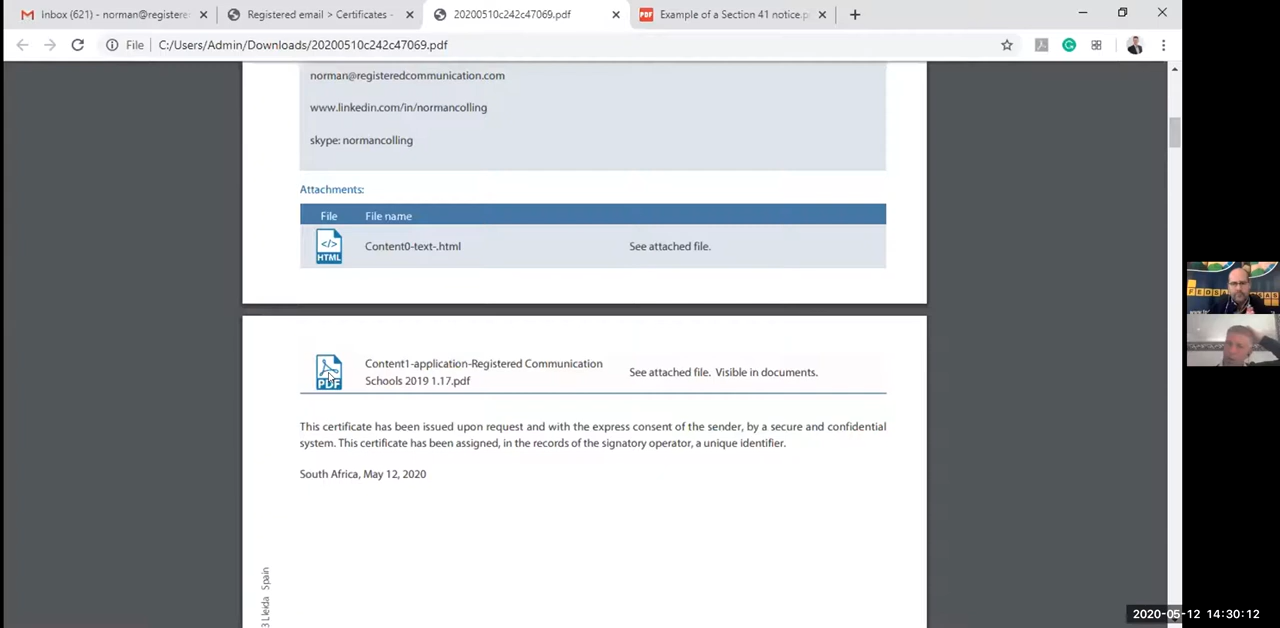 Inbox (621) - norman@registere
Registered email > Certificates -
20200510c242c47069.pdf
PDF
Example of a Section 41 notice.p
File
C:/Users/Admin/Downloads/20200510c242c47069.pdf
norman@registeredcommunication.com
www.linkedin.com/in/normancolling
skype: normancolling
Attachments:
File File name
HTML
Content0-text-.html See attached file.
PDF
Content1-application-Registered Communication
Schools 2019 1.17.pdf
See attached file. Visible in documents.
This certificate has been issued upon request and with the express consent of the sender, by a secure and confidential
system. This certificate has been assigned, in the records of the signatory operator, a unique identifier.
South Africa, May 12, 2020
3 Lleida Spain
2020-05-12 14:30:12